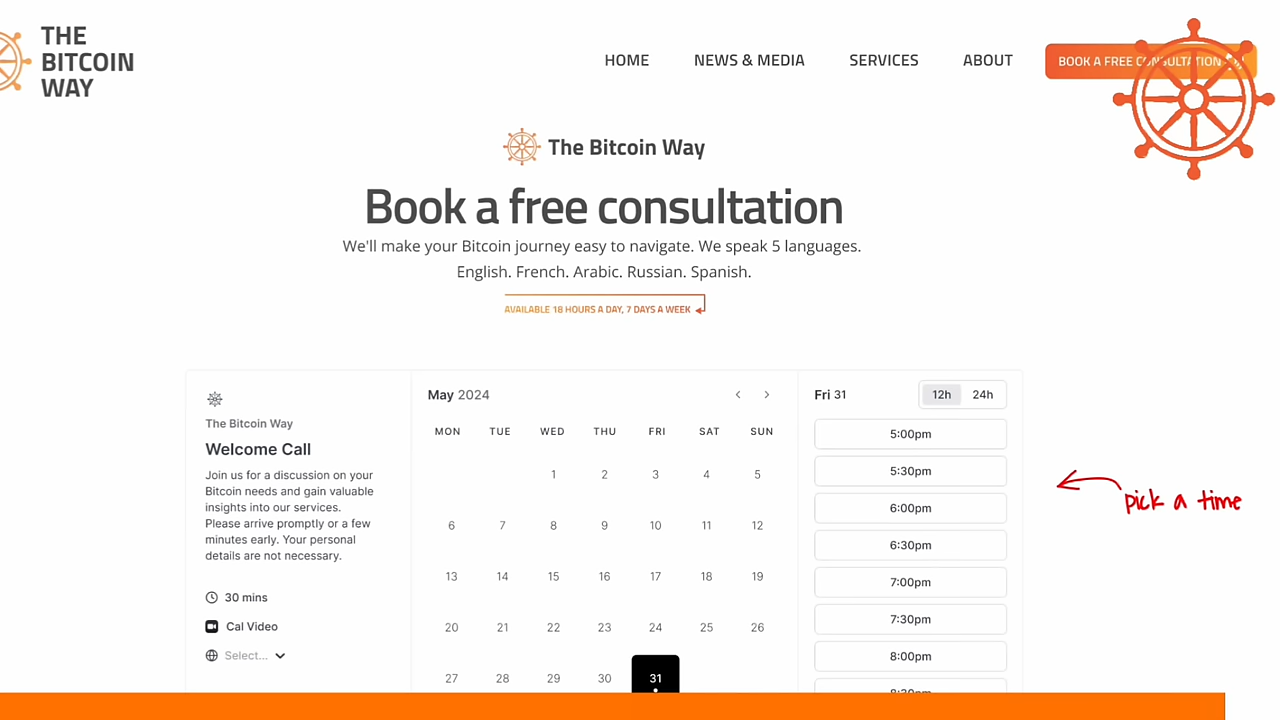 THE
BITCOIN
WAY
HOME NEWS & MEDIA SERVICES ABOUT BOOK A FREE CONSULTATION
The Bitcoin Way
Book a free consultation
We'll make your Bitcoin journey easy to navigate. We speak 5 languages.
English. French. Arabic. Russian. Spanish.
AVAILABLE 18 HOURS A DAY, 7 DAYS A WEEK
The Bitcoin Way
Welcome Call
Join us for a discussion on your
Bitcoin needs and gain valuable
insights into our services.
Please arrive promptly or a few
minutes early. Your personal
details are not necessary.
30 mins
Cal Video
Select...
May 2024
MON TUE WED THU FRI SAT SUN
1 2 3 4 5
6 7 8 9 10 11 12
13 14 15 16 17 18 19
20 21 22 23 24 25 26
27 28 29 30 31
Fri 31 12h 24h
5:00pm
5:30pm
6:00pm
6:30pm
7:00pm
7:30pm
8:00pm
8:30pm
pick a time